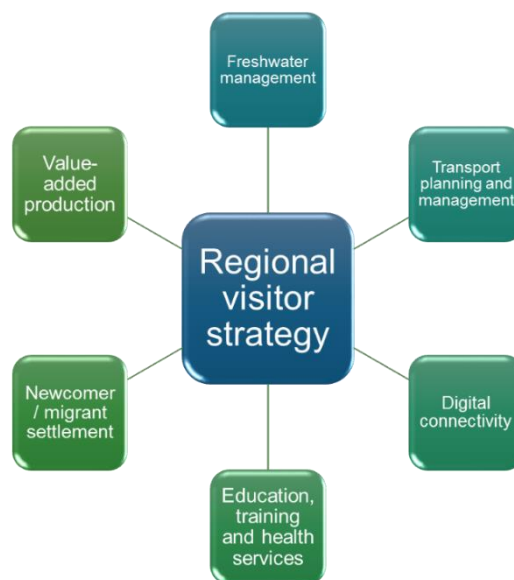 Freshwater
management
Value-
added
production
Transport
planning and
management
Regional
visitor
strategy
Newcomer
/ migrant
settlement
Digital
connectivity
Education,
training
and health
services